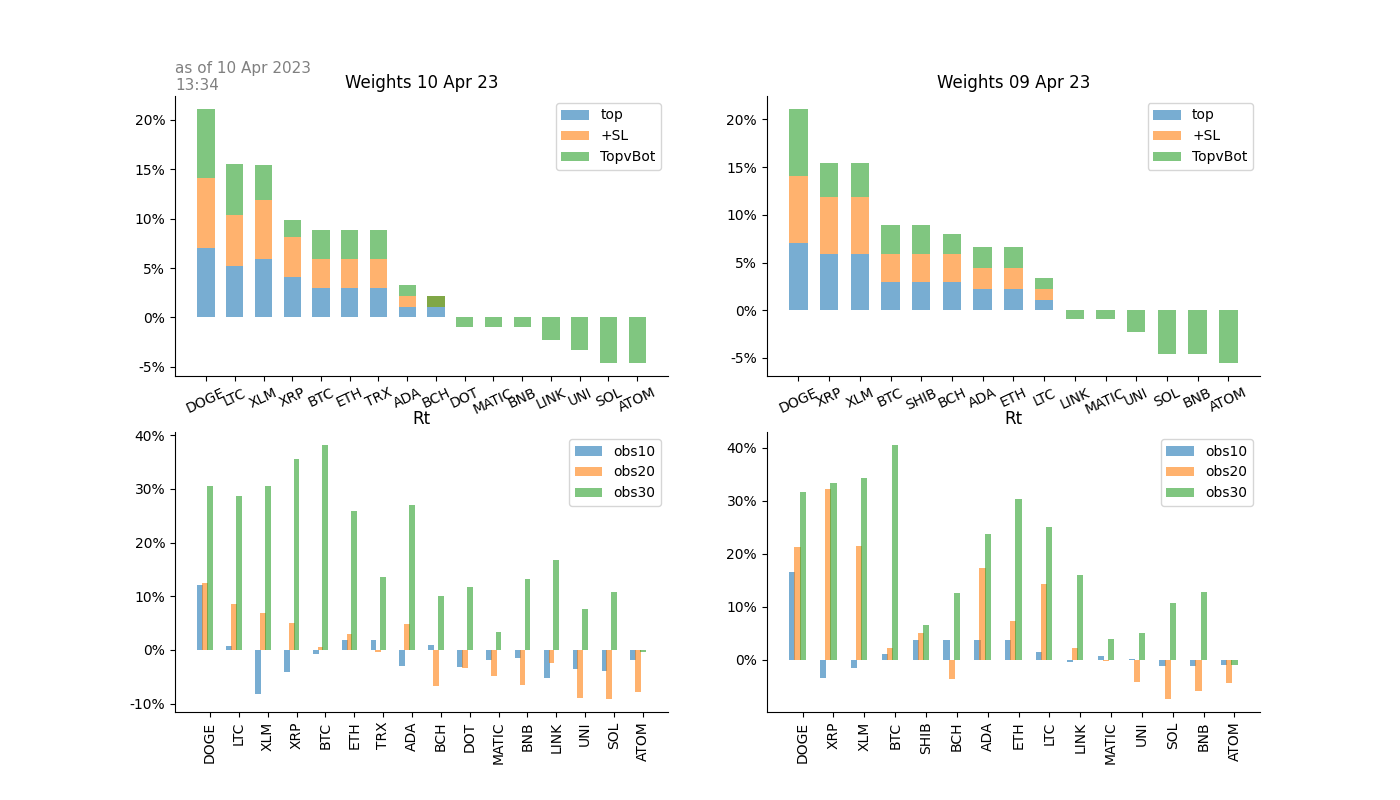 as of 10 Apr 2023
13:34
Weights 10 Apr 23
20%
15%
10%
5%
0%
-5%
top
+SL
TopvBot
DOGE LTC XLM XRP BTC ETH TRX ADA BCH DOT MATIC BNB LINK UNI SOL ATOM
Weights 09 Apr 23
20%
15%
10%
5%
0%
-5%
top
+SL
TopvBot
DOGE XRP XLM BTC SHIB BCH ADA ETH LTC LINK MATIC UNI SOL BNB ATOM
Rt
40%
30%
20%
10%
0%
-10%
obs10
obs20
obs30
DOGE LTC XLM XRP BTC ETH TRX ADA BCH DOT MATIC BNB LINK UNI SOL ATOM
Rt
40%
30%
20%
10%
0%
obs10
obs20
obs30
DOGE XRP XLM BTC SHIB BCH ADA ETH LTC LINK MATIC UNI SOL BNB ATOM